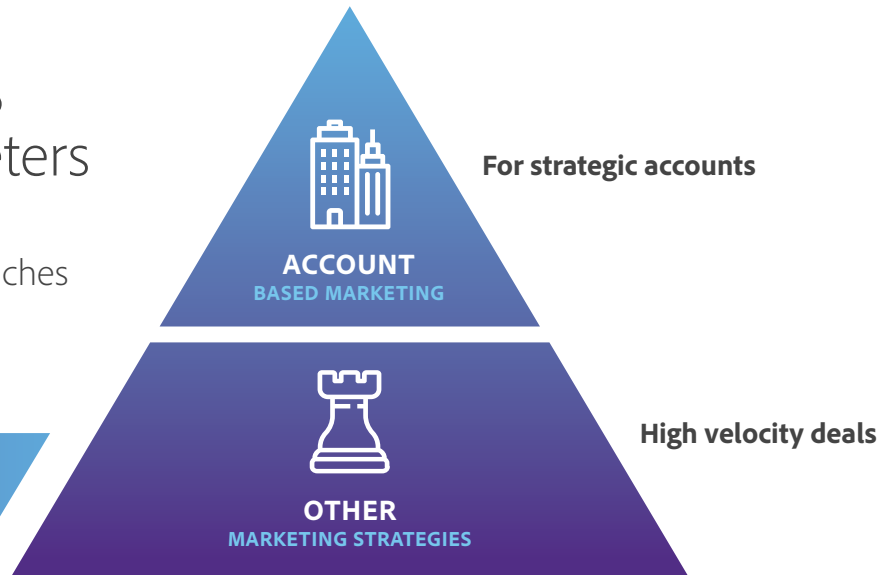 For strategic accounts
ACCOUNT
BASED MARKETING
High velocity deals
OTHER
MARKETING STRATEGIES